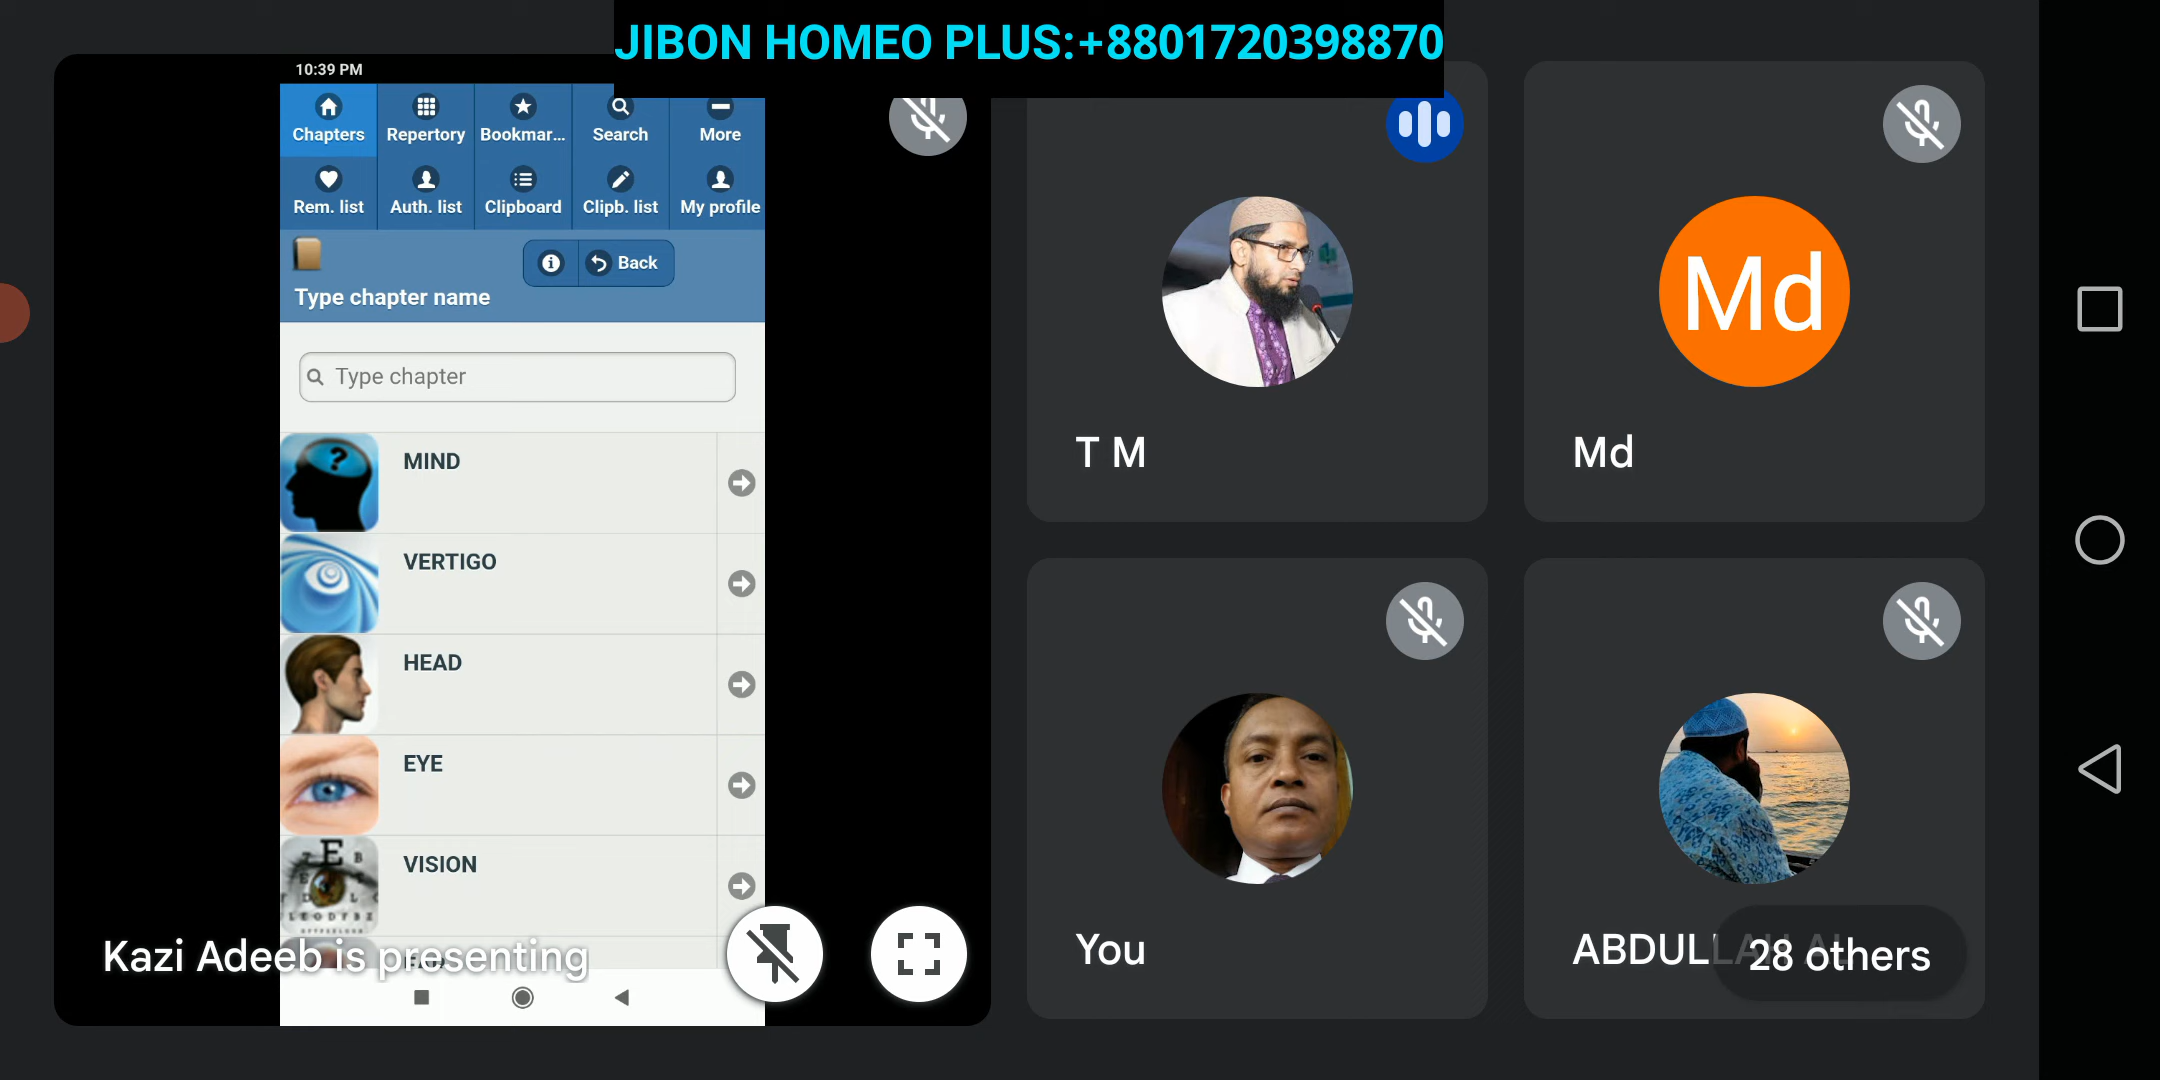 JIBON HOMEO PLUS:+8801720398870
10:39 PM
Chapters
Repertory
Bookmar...
Search
More
Rem. list
Auth. list
Clipboard
Clipb. list
My profile
Back
Type chapter name
Type chapter
MIND
VERTIGO
HEAD
EYE
VISION
Kazi Adeeb is presenting
T M
Md
Md
You
ABDULLAH AL
28 others